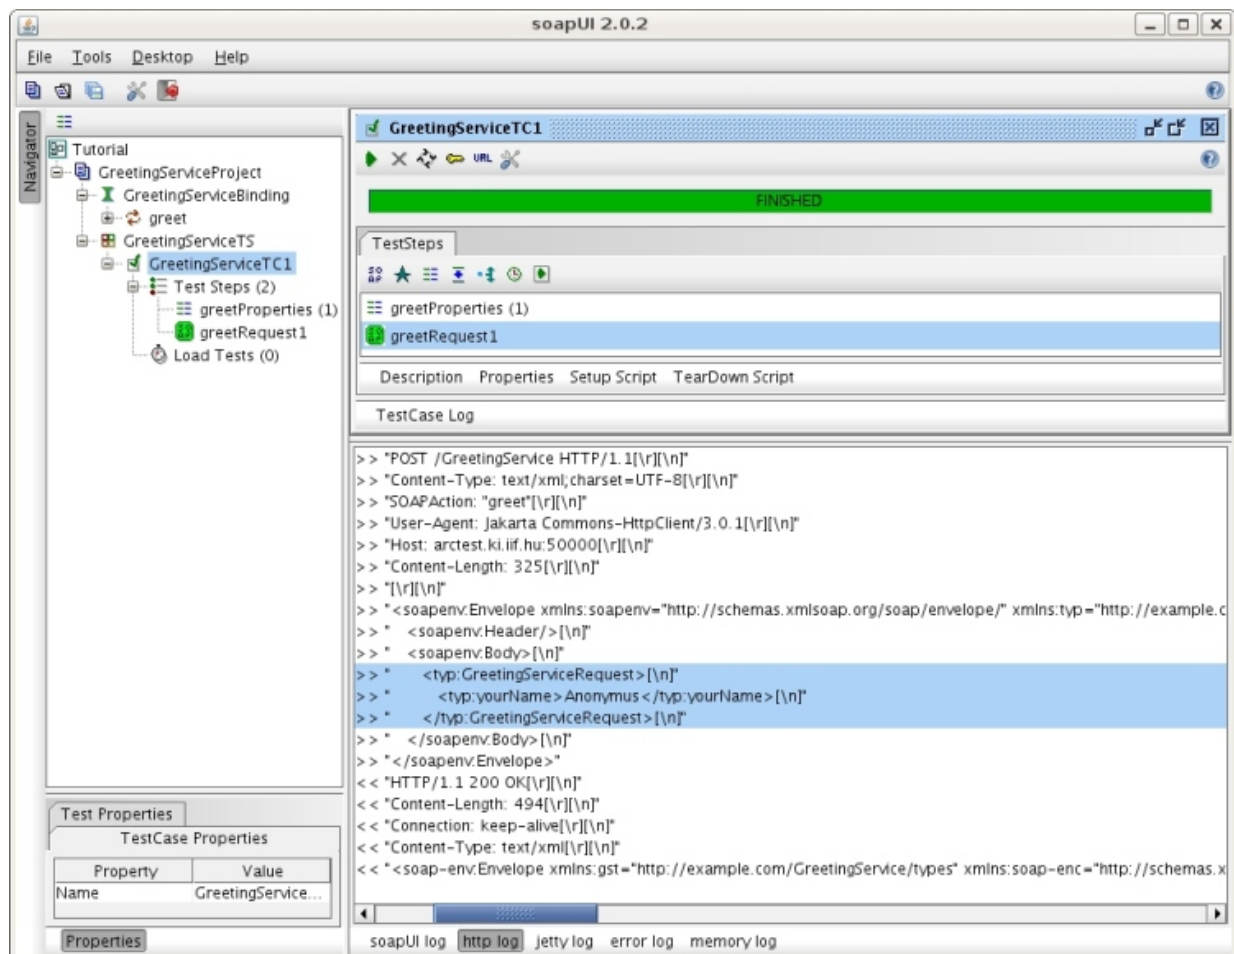 soapUI 2.0.2
File Tools Desktop Help
Navigator
Tutorial
GreetingServiceProject
GreetingServiceBinding
greet
GreetingServiceTS
GreetingServiceTC1
Test Steps (2)
greetProperties (1)
greetRequest1
Load Tests (0)
Test Properties
TestCase Properties
Property Value
Name GreetingService...
Properties
GreetingServiceTC1
URL
FINISHED
TestSteps
greetProperties (1)
greetRequest1
Description Properties Setup Script TearDown Script
TestCase Log
>> "POST /GreetingService HTTP/1.1[\r][\n]"
>> "Content-Type: text/xml;charset=UTF-8[\r][\n]"
>> "SOAPAction: "greet"[\r][\n]"
>> "User-Agent: Jakarta Commons-HttpClient/3.0.1[\r][\n]"
>> "Host: arctest.ki.iif.hu:50000[\r][\n]"
>> "Content-Length: 325[\r][\n]"
>> "[\r][\n]"
>> "<soapenv:Envelope xmlns:soapenv="http://schemas.xmlsoap.org/soap/envelope/" xmlns:typ="http://example.c
>> "   <soapenv:Header/>[\n]"
>> "   <soapenv:Body>[\n]"
>> "      <typ:GreetingServiceRequest>[\n]"
>> "         <typ:yourName>Anonymus</typ:yourName>[\n]"
>> "      </typ:GreetingServiceRequest>[\n]"
>> "   </soapenv:Body>[\n]"
>> "</soapenv:Envelope>"
<< "HTTP/1.1 200 OK[\r][\n]"
<< "Content-Length: 494[\r][\n]"
<< "Connection: keep-alive[\r][\n]"
<< "Content-Type: text/xml[\r][\n]"
<< "<soap-env:Envelope xmlns:gst="http://example.com/GreetingService/types" xmlns:soap-enc="http://schemas.x
soapUI log http log jetty log error log memory log